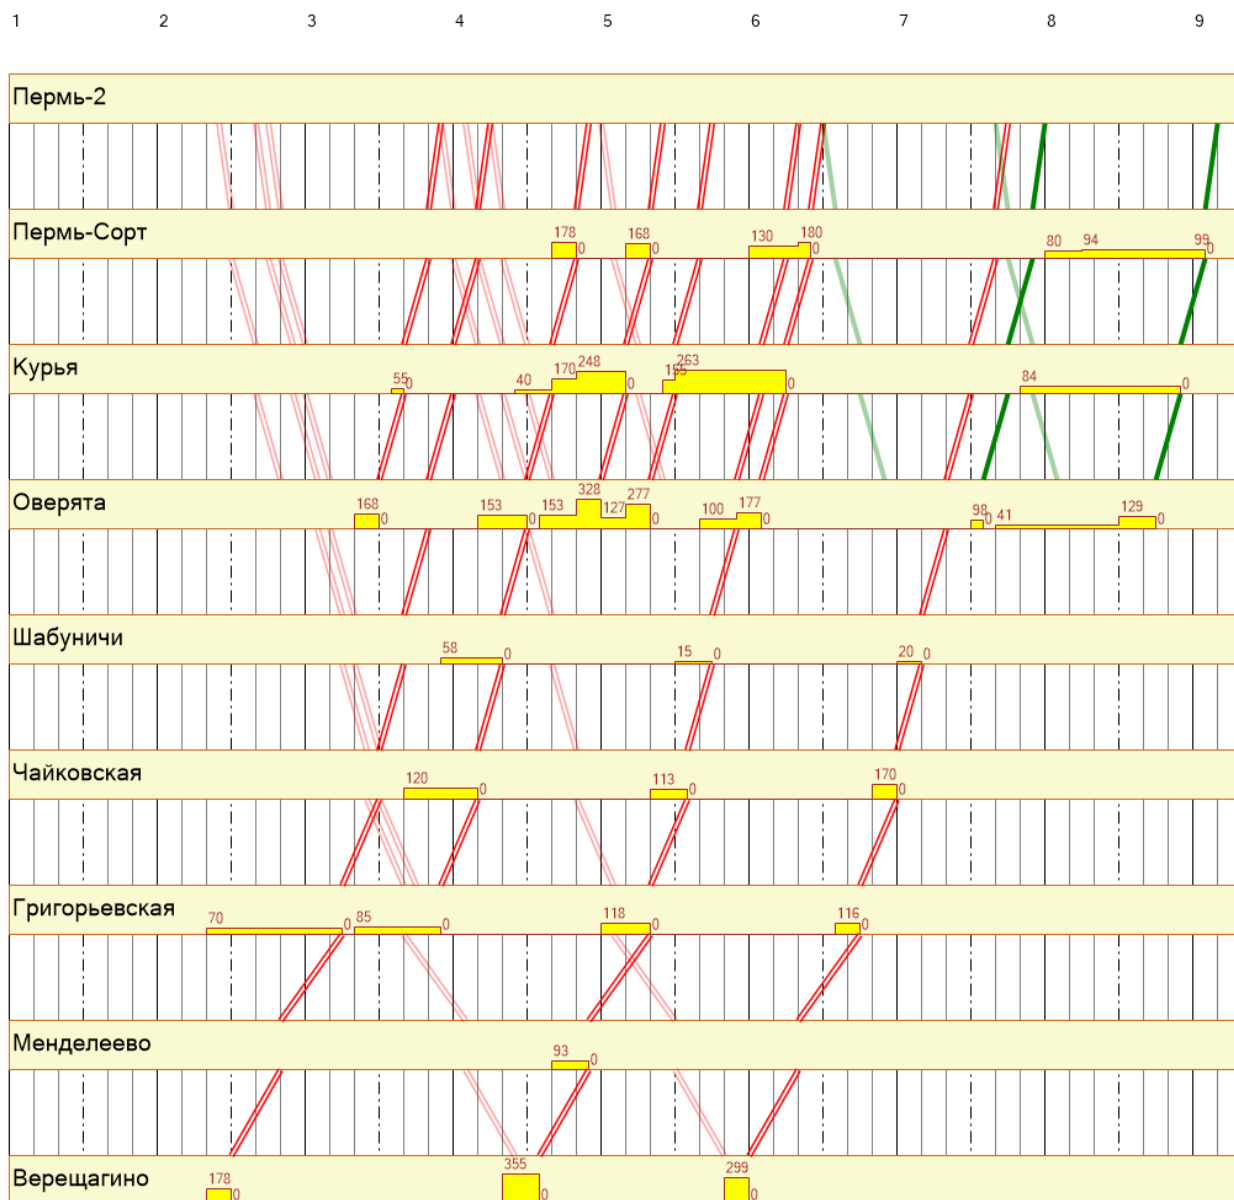 1 2 3 4 5 6 7 8 9
Пермь-2
Пермь-Сорт
178 0 168 0 130 180 0 80 94 99 0
Курья
55 0 40 170 248 0 155 263 0 84 0
Оверята
168 0 153 0 153 328 127 277 0 100 177 0 98 0 41 129 0
Шабуничи
58 0 15 0 20 0
Чайковская
120 0 113 0 170 0
Григорьевская
70 0 85 0 118 0 116 0
Менделеево
93 0
Верещагино
178 0 355 0 299 0